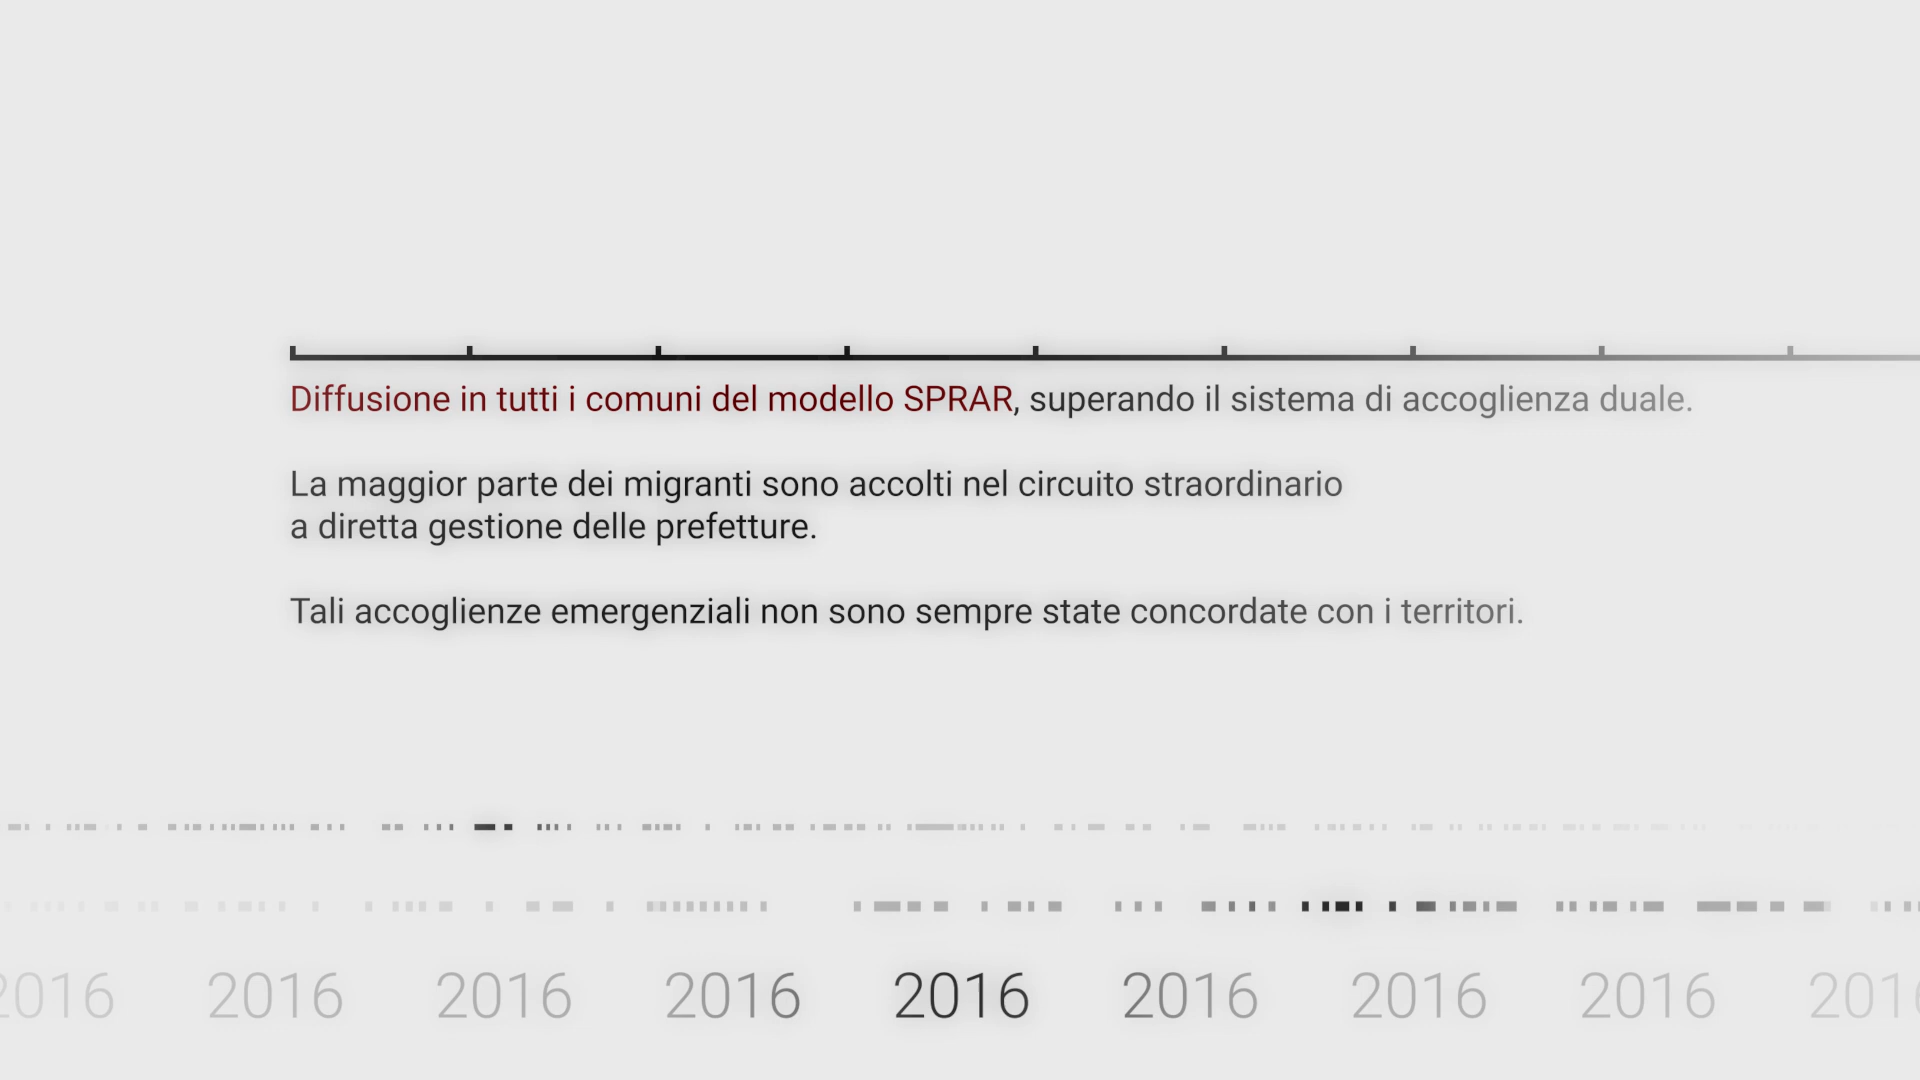 Diffusione in tutti i comuni del modello SPRAR, superando il sistema di accoglienza duale.
La maggior parte dei migranti sono accolti nel circuito straordinario
a diretta gestione delle prefetture.
Tali accoglienze emergenziali non sono sempre state concordate con i territori.
2016 2016 2016 2016 2016 2016 2016 2016 201